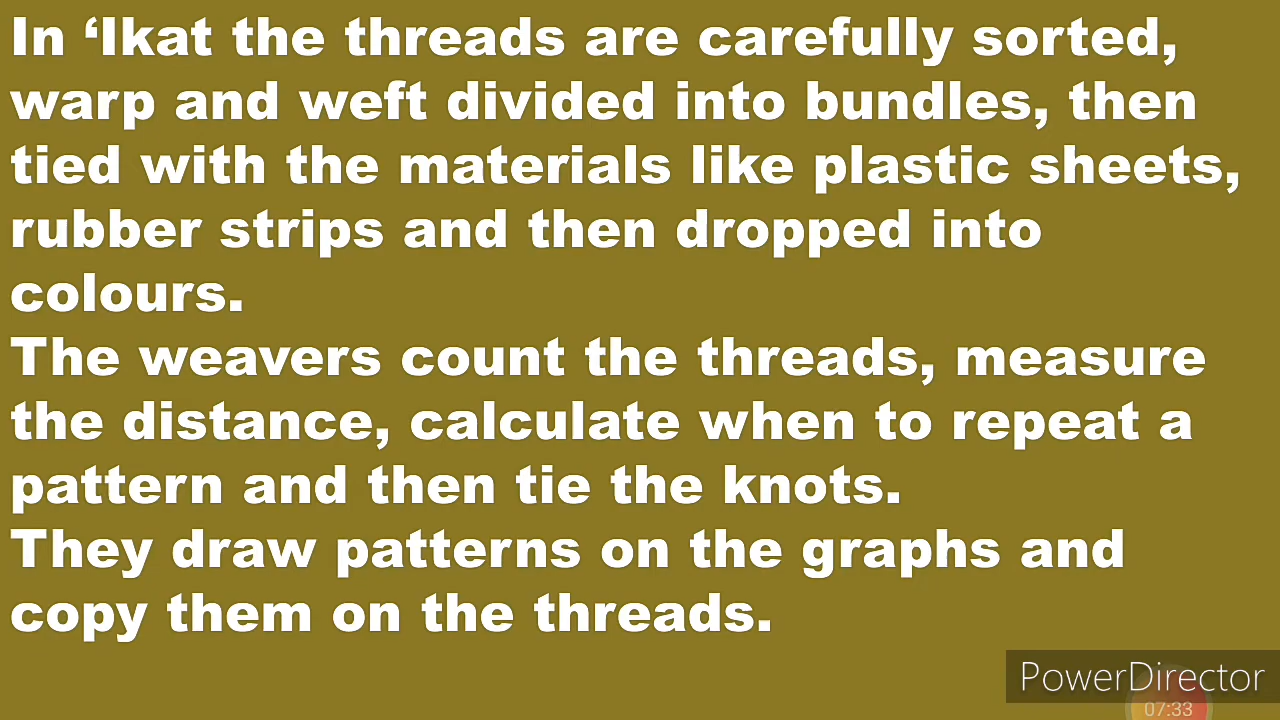 In ‘Ikat the threads are carefully sorted,
warp and weft divided into bundles, then
tied with the materials like plastic sheets,
rubber strips and then dropped into
colours.
The weavers count the threads, measure
the distance, calculate when to repeat a
pattern and then tie the knots.
They draw patterns on the graphs and
copy them on the threads.
PowerDirector
07:33